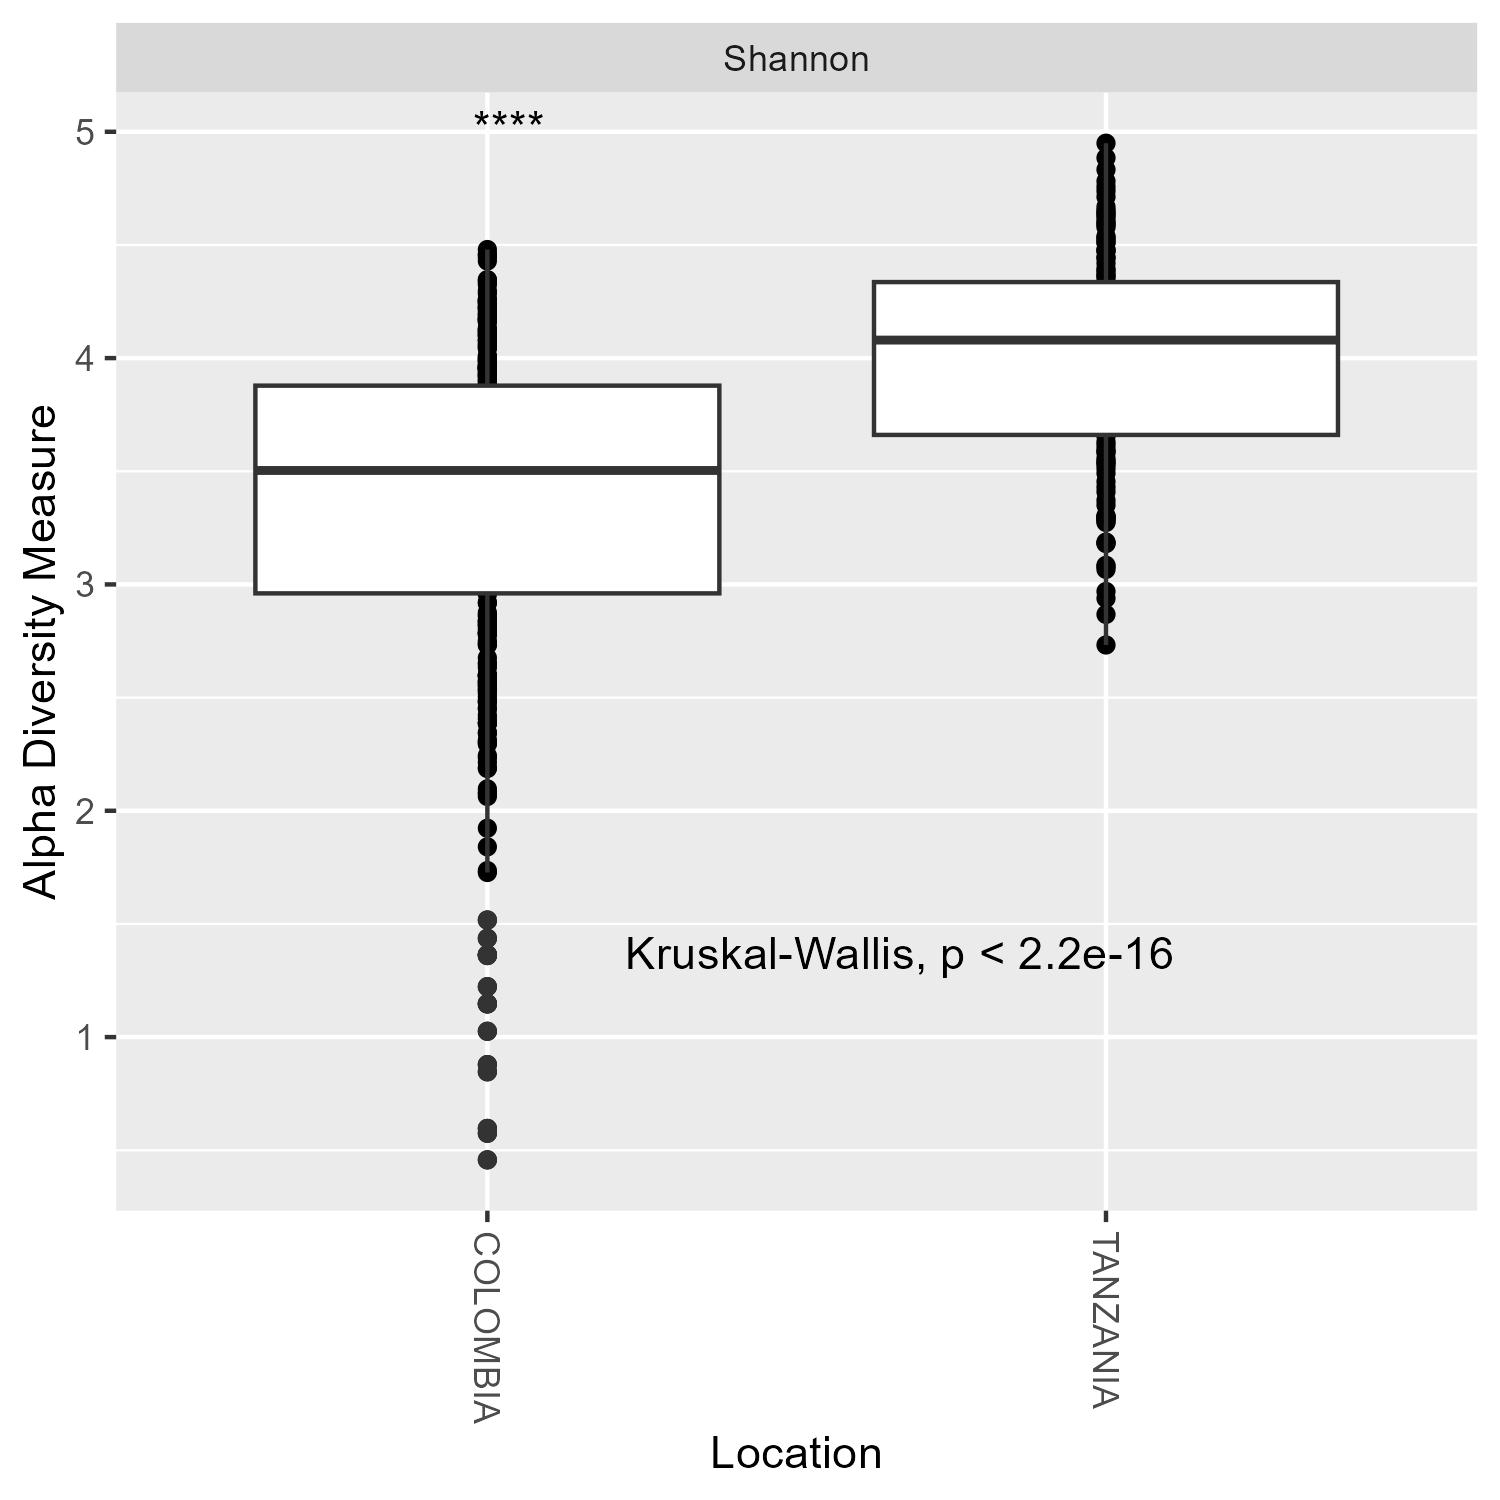 Shannon
****
5
4
3
2
1
Alpha Diversity Measure
Kruskal-Wallis, p < 2.2e-16
COLOMBIA
TANZANIA
Location